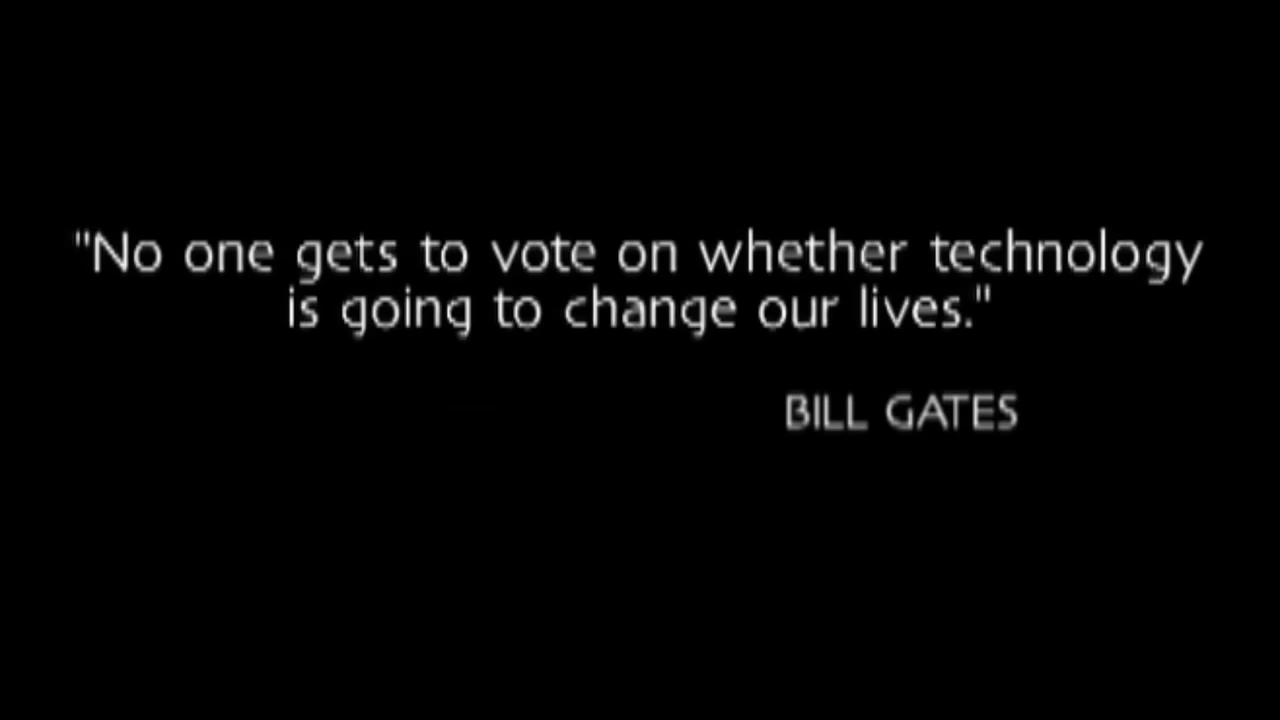 "No one gets to vote on whether technology
is going to change our lives."
BILL GATES